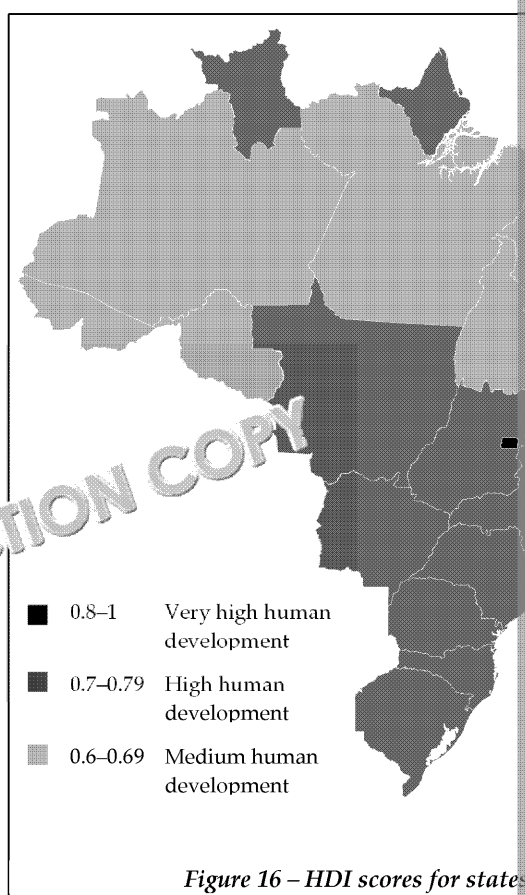 TION COPY
0.8–1 Very high human
development
0.7–0.79 High human
development
0.6–0.69 Medium human
development
Figure 16 – HDI scores for states